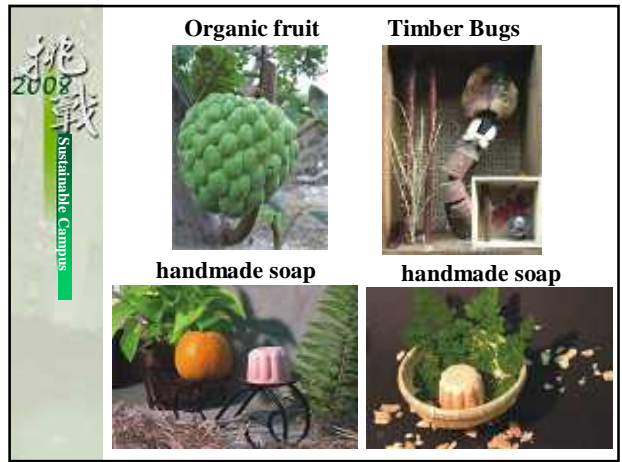 挑
2008
戰
Sustainable Campus
Organic fruit
Timber Bugs
handmade soap
handmade soap